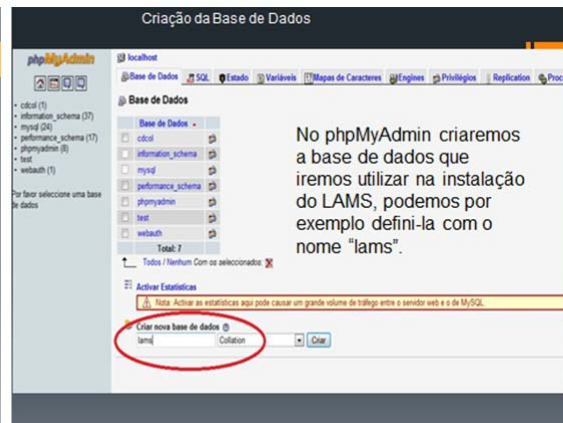 Criação da Base de Dados
phpMyAdmin
cdcol (1)
information_schema (37)
mysql (24)
performance_schema (17)
phpmyadmin (8)
test
webauth (1)
Por favor seleccione uma base
de dados
localhost
Base de Dados SQL Estado Variáveis Mapas de Caracteres Engines Privilégios Replication Proc
Base de Dados
Base de Dados
cdcol
information_schema
mysql
performance_schema
phpmyadmin
test
webauth
Total: 7
Todos / Nenhum Com os seleccionados:
Activar Estatísticas
Nota: Activar as estatísticas aqui pode causar um grande volume de tráfego entre o servidor web e o de MySQL.
Criar nova base de dados
lams Collation Criar
No phpMyAdmin criaremos
a base de dados que
iremos utilizar na instalação
do LAMS, podemos por
exemplo defini-la com o
nome “lams”.